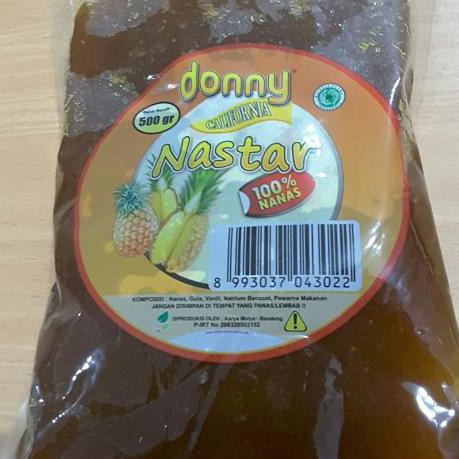 donny
CALIFORNIA
Berat Bersih
500 gr
Nastar
100%
NANAS
8 993037 043022
KOMPOSISI : Nanas, Gula, Vanili, Natrium Benzoat, Pewarna Makanan
JANGAN DISIMPAN DI TEMPAT YANG PANAS/LEMBAB !!
DIPRODUKSI OLEH : Karya Mulya - Bandung
P-IRT No 208328502152